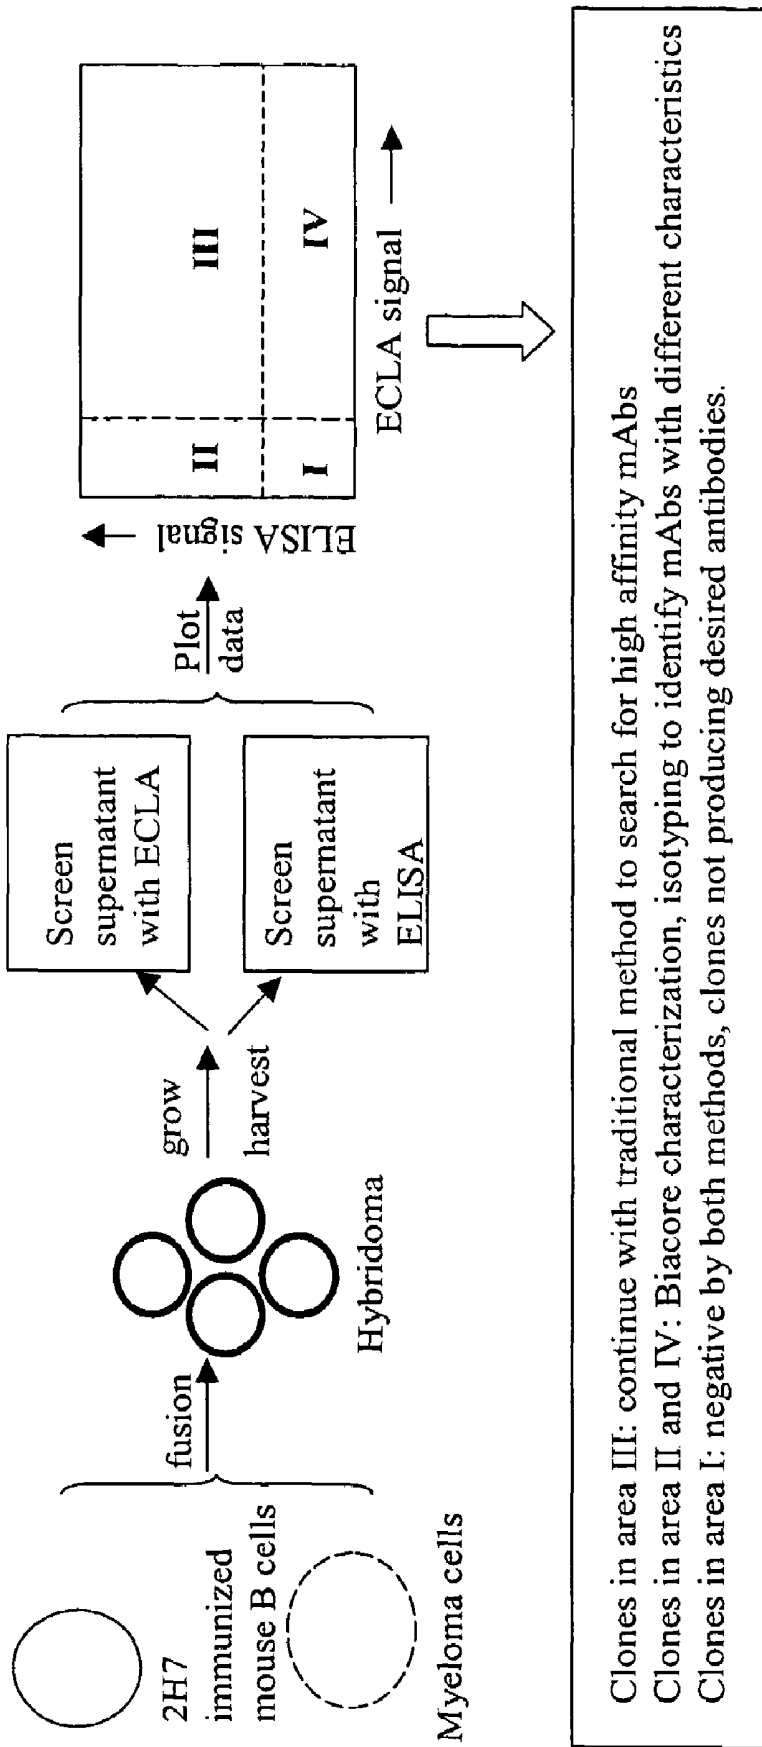 2H7
immunized
mouse B cells
Myeloma cells
fusion
Hybridoma
grow
harvest
Screen
supernatant
with ECLA
Screen
supernatant
with
ELISA
Plot
data
ELISA signal
II
III
I
IV
ECLA signal
Clones in area III: continue with traditional method to search for high affinity mAbs
Clones in area II and IV: Biacore characterization, isotyping to identify mAbs with different characteristics
Clones in area I: negative by both methods, clones not producing desired antibodies.